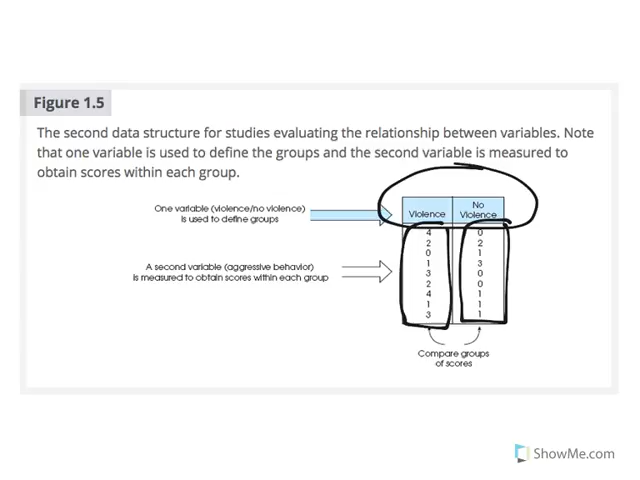 Figure 1.5
The second data structure for studies evaluating the relationship between variables. Note
that one variable is used to define the groups and the second variable is measured to
obtain scores within each group.
One variable (violence/no violence)
is used to define groups
Violence
No
Violence
A second variable (aggressive behavior)
is measured to obtain scores within each group
4 0
2 2
0 1
1 3
3 0
2 0
4 1
1 1
3 1
Compare groups
of scores
ShowMe.com